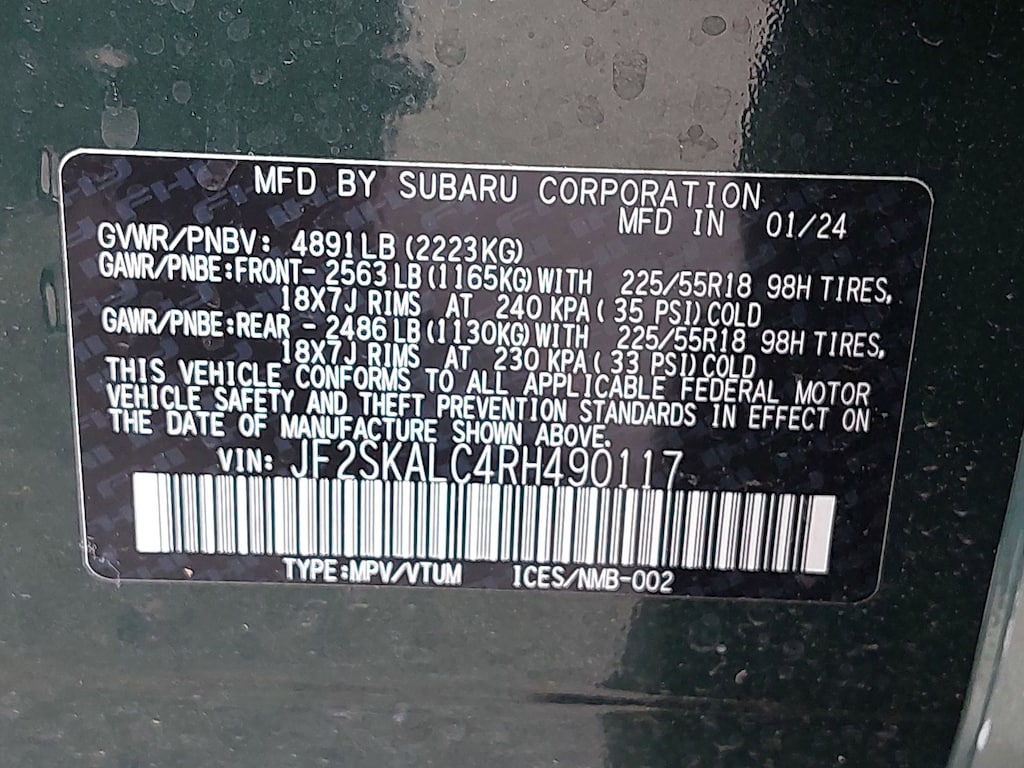 MFD BY SUBARU CORPORATION
MFD IN 01/24
GVWR/PNBV: 4891LB (2223KG)
GAWR/PNBE:FRONT- 2563 LB (1165KG) WITH 225/55R18 98H TIRES,
18X7J RIMS AT 240 KPA ( 35 PSI) COLD
GAWR/PNBE:REAR - 2486 LB (1130KG) WITH 225/55R18 98H TIRES,
18X7J RIMS AT 230 KPA ( 33 PSI) COLD
THIS VEHICLE CONFORMS TO ALL APPLICABLE FEDERAL MOTOR
VEHICLE SAFETY AND THEFT PREVENTION STANDARDS IN EFFECT ON
THE DATE OF MANUFACTURE SHOWN ABOVE.
VIN: JF2SKALC4RH490117
TYPE:MPV/VTUM ICES/NMB-002